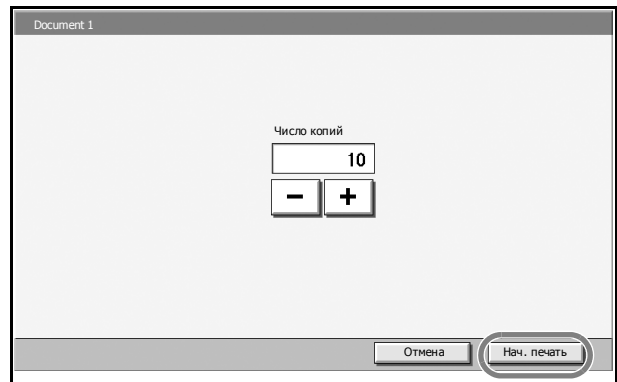 Document 1
Число копий
10
− +
Отмена Нач. печать